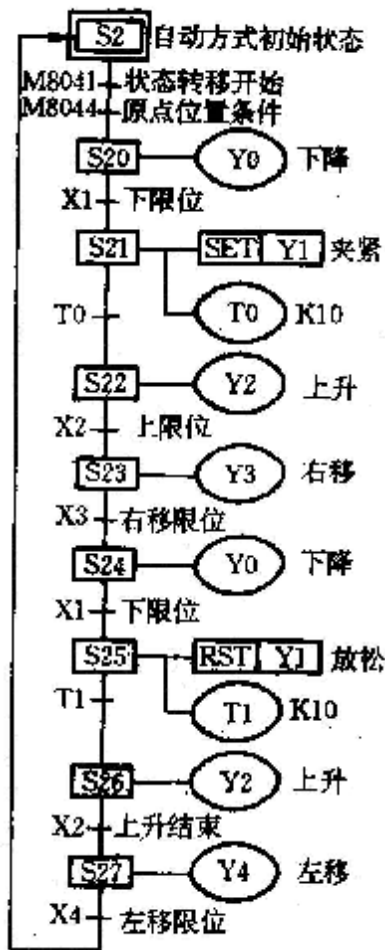 S2 自动方式初始状态
M8041 状态转移开始
M8044 原点位置条件
S20 Y0 下降
X1 下限位
S21 SET Y1 夹紧
T0 T0 K10
S22 Y2 上升
X2 上限位
S23 Y3 右移
X3 右移限位
S24 Y0 下降
X1 下限位
S25 RST Y1 放松
T1 T1 K10
S26 Y2 上升
X2 上升结束
S27 Y4 左移
X4 左移限位